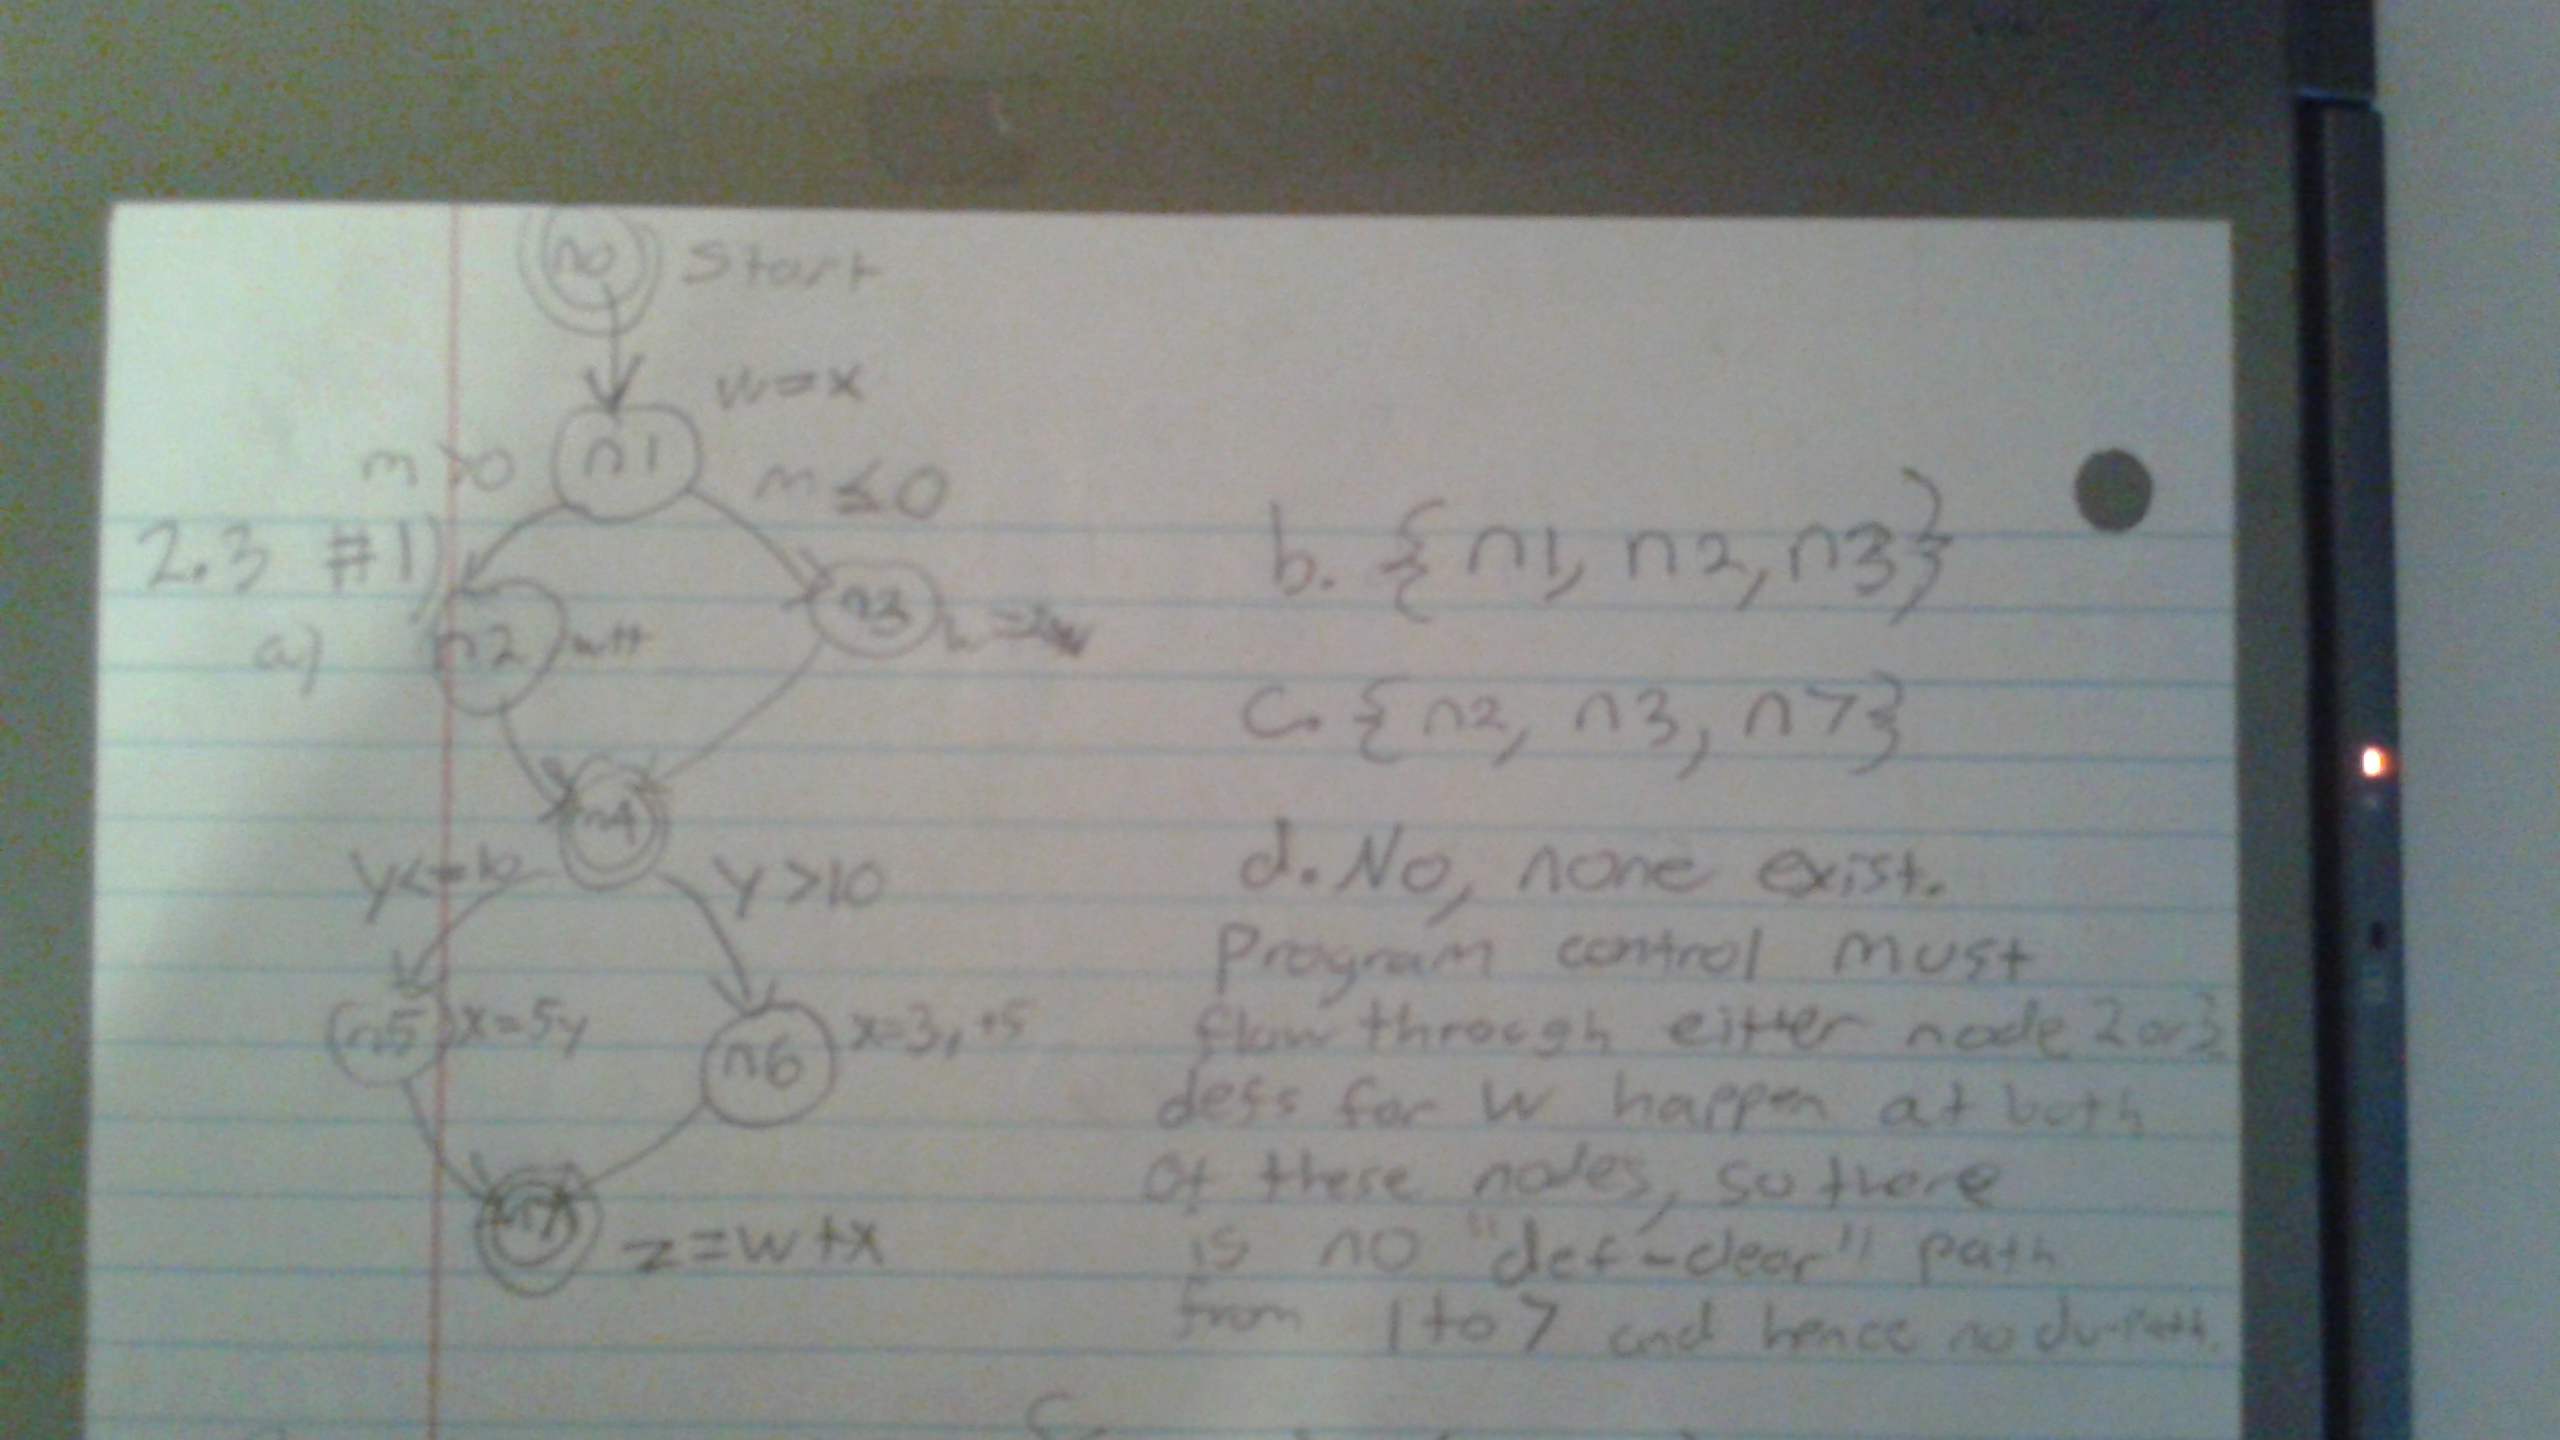 2.3 #1)
a)
n0 Start
n1 w=x
m>0
m≤0
n2 w++
n3
n4
y<=10
y>10
n5 x=5y
n6 x=3y+5
n7 z=w+x
b. {n1, n2, n3}
c. {n2, n3, n7}
d. No, none exist.
Program control must
flow through either node 2 or 3
defs for w happen at both
of these nodes, so there
is no "def-clear" path
from 1 to 7 and hence no du-path.